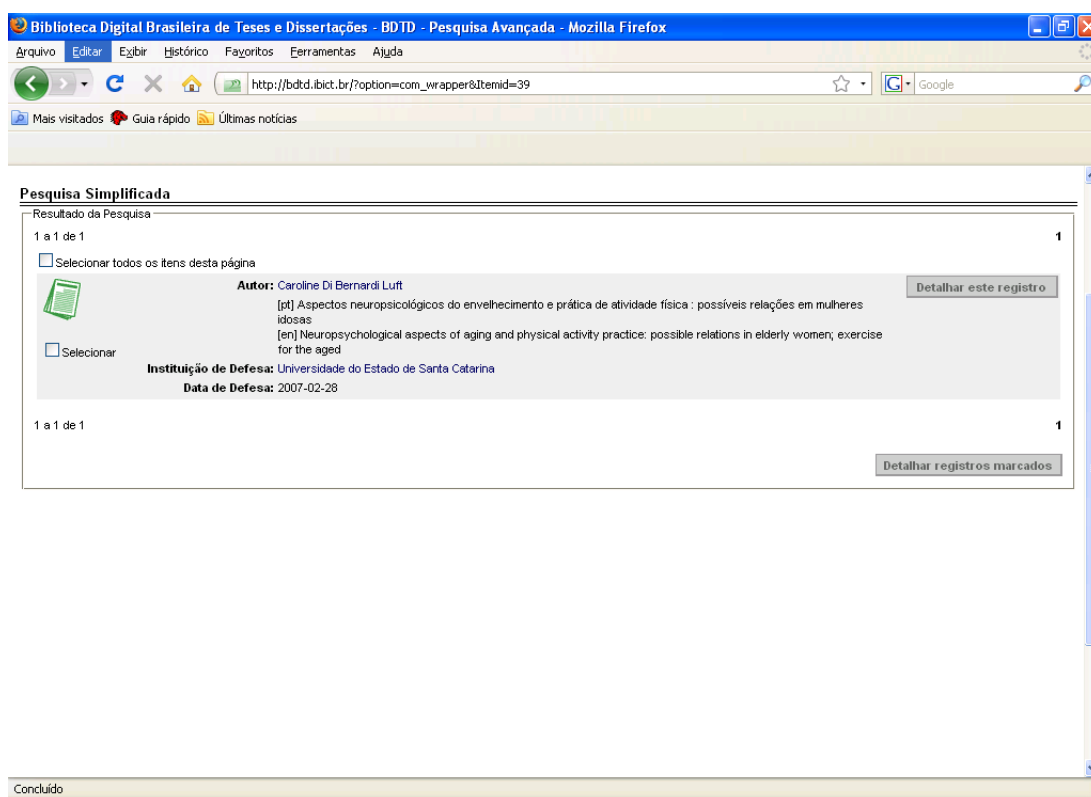 Biblioteca Digital Brasileira de Teses e Dissertações - BDTD - Pesquisa Avançada - Mozilla Firefox
Arquivo Editar Exibir Histórico Favoritos Ferramentas Ajuda
http://bdtd.ibict.br/?option=com_wrapper&Itemid=39 G Google
Mais visitados Guia rápido Últimas notícias
Pesquisa Simplificada
Resultado da Pesquisa
1 a 1 de 1 1
Selecionar todos os itens desta página
Autor: Caroline Di Bernardi Luft Detalhar este registro
[pt] Aspectos neuropsicológicos do envelhecimento e prática de atividade física : possíveis relações em mulheres
idosas
[en] Neuropsychological aspects of aging and physical activity practice: possible relations in elderly women; exercise
for the aged
Selecionar
Instituição de Defesa: Universidade do Estado de Santa Catarina
Data de Defesa: 2007-02-28
1 a 1 de 1 1
Detalhar registros marcados
Concluído